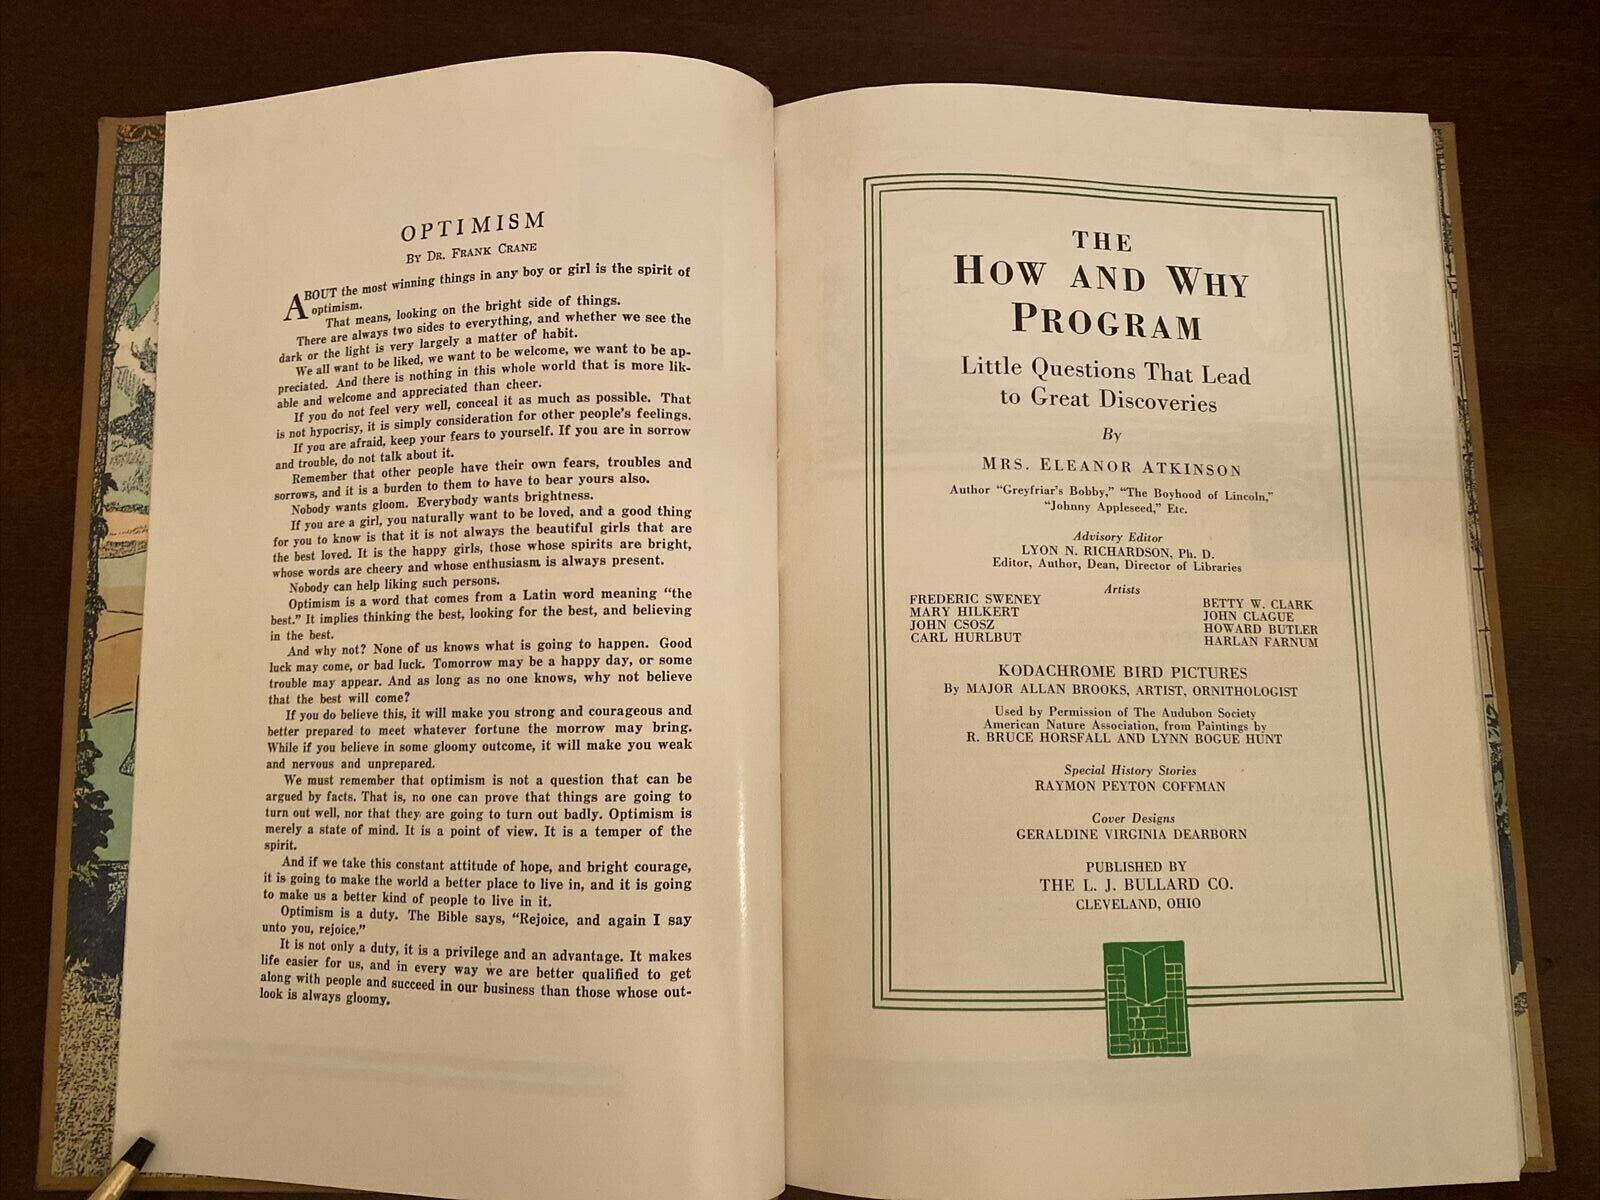 OPTIMISM
BY DR. FRANK CRANE
ABOUT the most winning things in any boy or girl is the spirit of
optimism.
That means, looking on the bright side of things.
There are always two sides to everything, and whether we see the
dark or the light is very largely a matter of habit.
We all want to be liked, we want to be welcome, we want to be ap-
preciated. And there is nothing in this whole world that is more lik-
able and welcome and appreciated than cheer.
If you do not feel very well, conceal it as much as possible. That
is not hypocrisy, it is simply consideration for other people's feelings.
If you are afraid, keep your fears to yourself. If you are in sorrow
and trouble, do not talk about it.
Remember that other people have their own fears, troubles and
sorrows, and it is a burden to them to have to bear yours also.
Nobody wants gloom. Everybody wants brightness.
If you are a girl, you naturally want to be loved, and a good thing
for you to know is that it is not always the beautiful girls that are
the best loved. It is the happy girls, those whose spirits are bright,
whose words are cheery and whose enthusiasm is always present.
Nobody can help liking such persons.
Optimism is a word that comes from a Latin word meaning "the
best." It implies thinking the best, looking for the best, and believing
in the best.
And why not? None of us knows what is going to happen. Good
luck may come, or bad luck. Tomorrow may be a happy day, or some
trouble may appear. And as long as no one knows, why not believe
that the best will come?
If you do believe this, it will make you strong and courageous and
better prepared to meet whatever fortune the morrow may bring.
While if you believe in some gloomy outcome, it will make you weak
and nervous and unprepared.
We must remember that optimism is not a question that can be
argued by facts. That is, no one can prove that things are going to
turn out well, nor that they are going to turn out badly. Optimism is
merely a state of mind. It is a point of view. It is a temper of the
spirit.
And if we take this constant attitude of hope, and bright courage,
it is going to make the world a better place to live in, and it is going
to make us a better kind of people to live in it.
Optimism is a duty. The Bible says, "Rejoice, and again I say
unto you, rejoice."
It is not only a duty, it is a privilege and an advantage. It makes
life easier for us, and in every way we are better qualified to get
along with people and succeed in our business than those whose out-
look is always gloomy.
THE
HOW AND WHY
PROGRAM
Little Questions That Lead
to Great Discoveries
By
MRS. ELEANOR ATKINSON
Author "Greyfriar's Bobby," "The Boyhood of Lincoln,"
"Johnny Appleseed," Etc.
Advisory Editor
LYON N. RICHARDSON, Ph. D.
Editor, Author, Dean, Director of Libraries
Artists
FREDERIC SWENEY
MARY HILKERT
JOHN CSOSZ
CARL HURLBUT
BETTY W. CLARK
JOHN CLAGUE
HOWARD BUTLER
HARLAN FARNUM
KODACHROME BIRD PICTURES
By MAJOR ALLAN BROOKS, ARTIST, ORNITHOLOGIST
Used by Permission of The Audubon Society
American Nature Association, from Paintings by
R. BRUCE HORSFALL AND LYNN BOGUE HUNT
Special History Stories
RAYMON PEYTON COFFMAN
Cover Designs
GERALDINE VIRGINIA DEARBORN
PUBLISHED BY
THE L. J. BULLARD CO.
CLEVELAND, OHIO